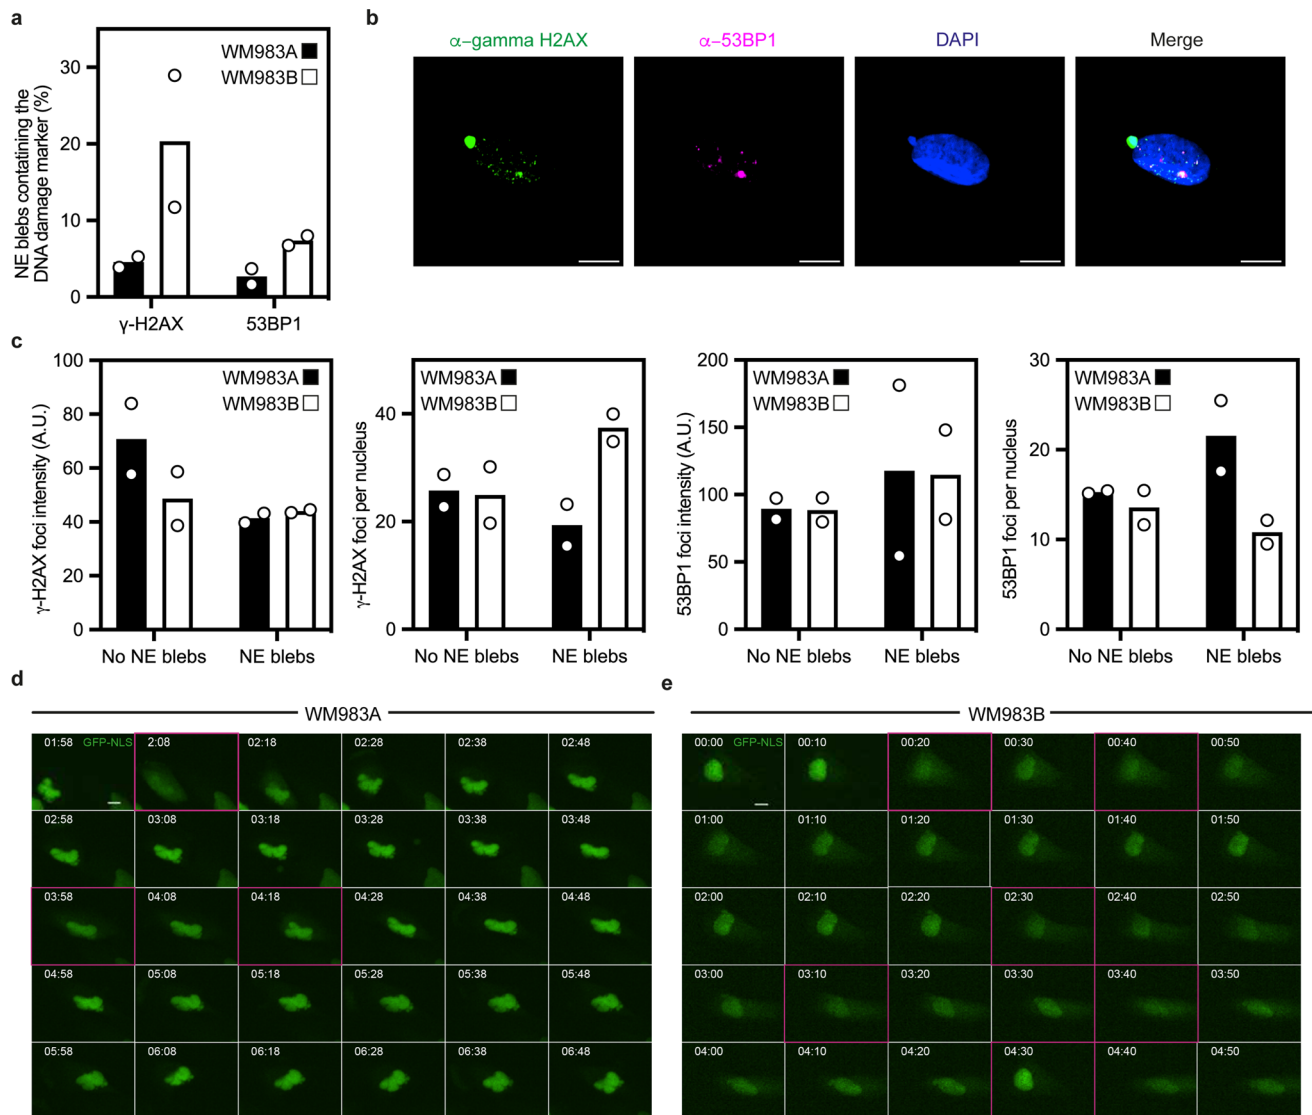 a
NE blebs contatining the
DNA damage marker (%)
30
20
10
0
WM983A
WM983B
γ-H2AX
53BP1
b
α-gamma H2AX
α-53BP1
DAPI
Merge
c
γ-H2AX foci intensity (A.U.)
100
80
60
40
20
0
WM983A
WM983B
No NE blebs
NE blebs
γ-H2AX foci per nucleus
40
20
0
WM983A
WM983B
No NE blebs
NE blebs
53BP1 foci intensity (A.U.)
200
150
100
50
0
WM983A
WM983B
No NE blebs
NE blebs
53BP1 foci per nucleus
30
20
10
0
WM983A
WM983B
No NE blebs
NE blebs
d
WM983A
01:58 GFP-NLS 2:08 02:18 02:28 02:38 02:48
02:58 03:08 03:18 03:28 03:38 03:48
03:58 04:08 04:18 04:28 04:38 04:48
04:58 05:08 05:18 05:28 05:38 05:48
05:58 06:08 06:18 06:28 06:38 06:48
e
WM983B
00:00 GFP-NLS 00:10 00:20 00:30 00:40 00:50
01:00 01:10 01:20 01:30 01:40 01:50
02:00 02:10 02:20 02:30 02:40 02:50
03:00 03:10 03:20 03:30 03:40 03:50
04:00 04:10 04:20 04:30 04:40 04:50